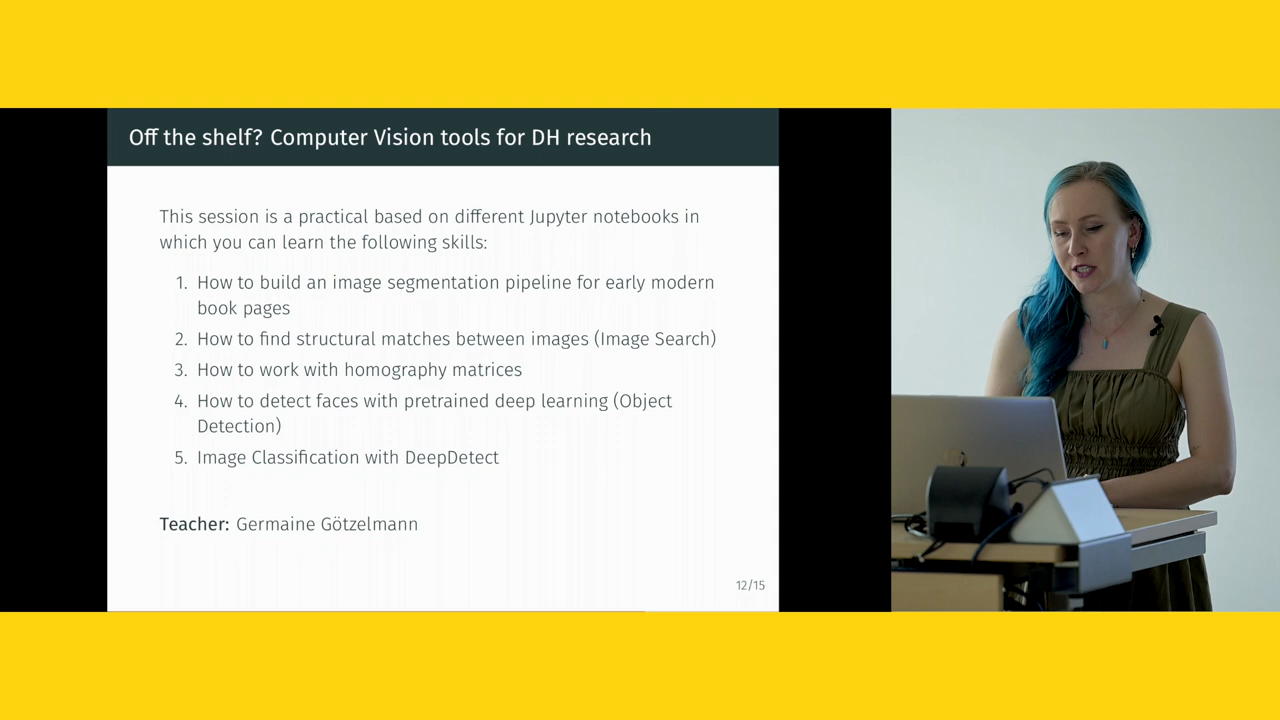 Off the shelf? Computer Vision tools for DH research
This session is a practical based on different Jupyter notebooks in
which you can learn the following skills:
1. How to build an image segmentation pipeline for early modern
book pages
2. How to find structural matches between images (Image Search)
3. How to work with homography matrices
4. How to detect faces with pretrained deep learning (Object
Detection)
5. Image Classification with DeepDetect
Teacher: Germaine Götzelmann
12/15